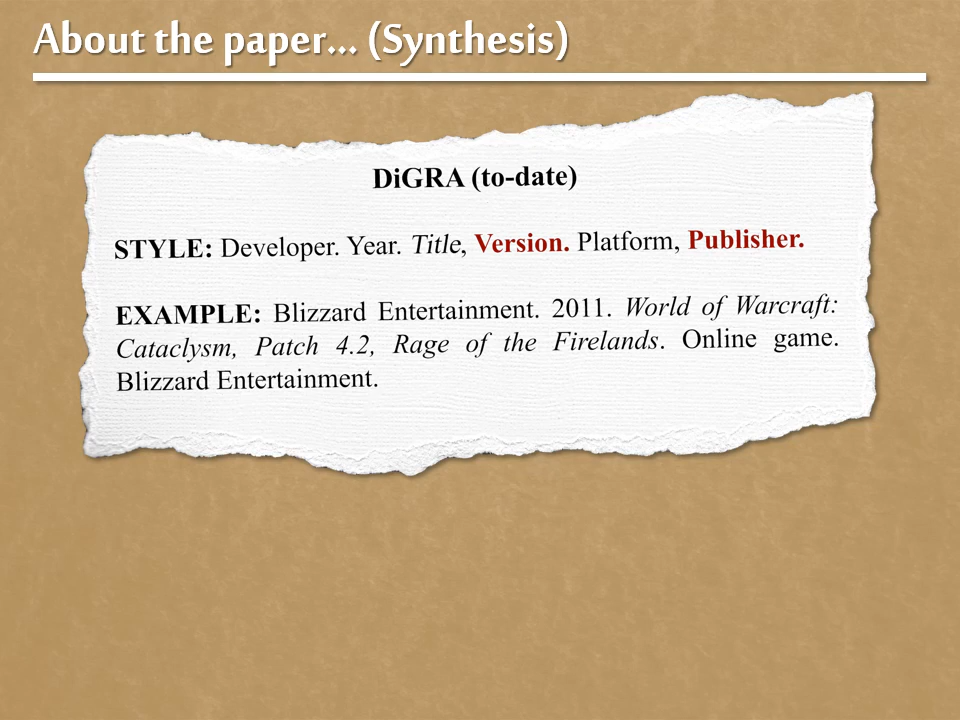 About the paper... (Synthesis)
DiGRA (to-date)
STYLE: Developer. Year. Title, Version. Platform, Publisher.
EXAMPLE: Blizzard Entertainment. 2011. World of Warcraft:
Cataclysm, Patch 4.2, Rage of the Firelands. Online game.
Blizzard Entertainment.